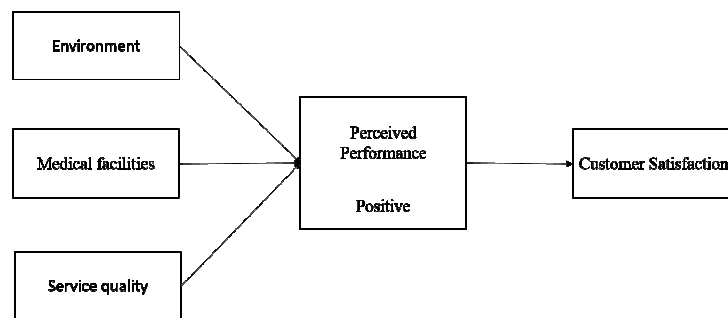 Environment
Medical facilities
Service quality
Perceived
Performance
Positive
Customer Satisfaction